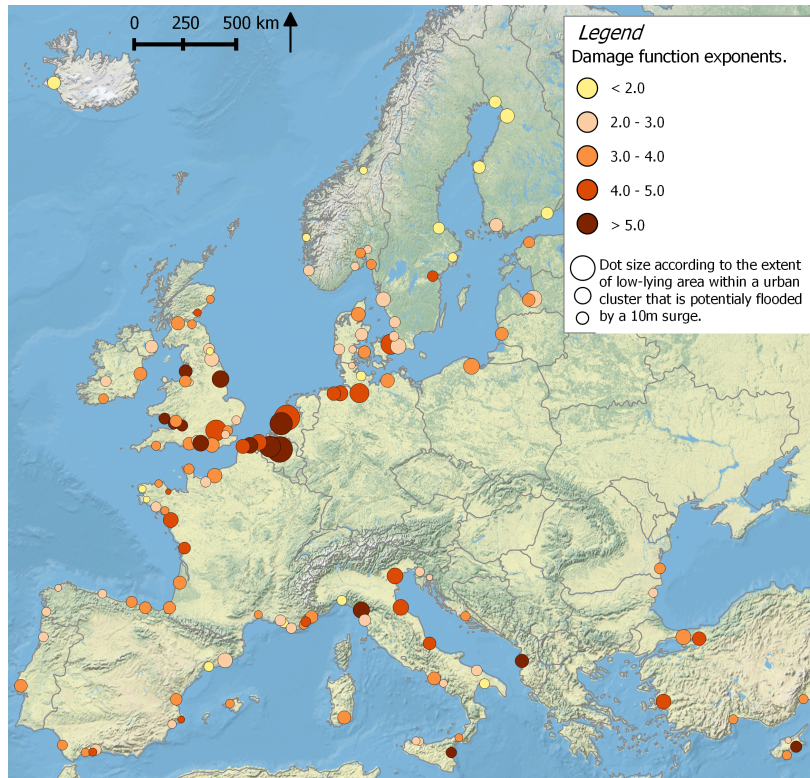 0 250 500 km
Legend
Damage function exponents.
< 2.0
2.0 - 3.0
3.0 - 4.0
4.0 - 5.0
> 5.0
Dot size according to the extent
of low-lying area within a urban
cluster that is potentialy flooded
by a 10m surge.